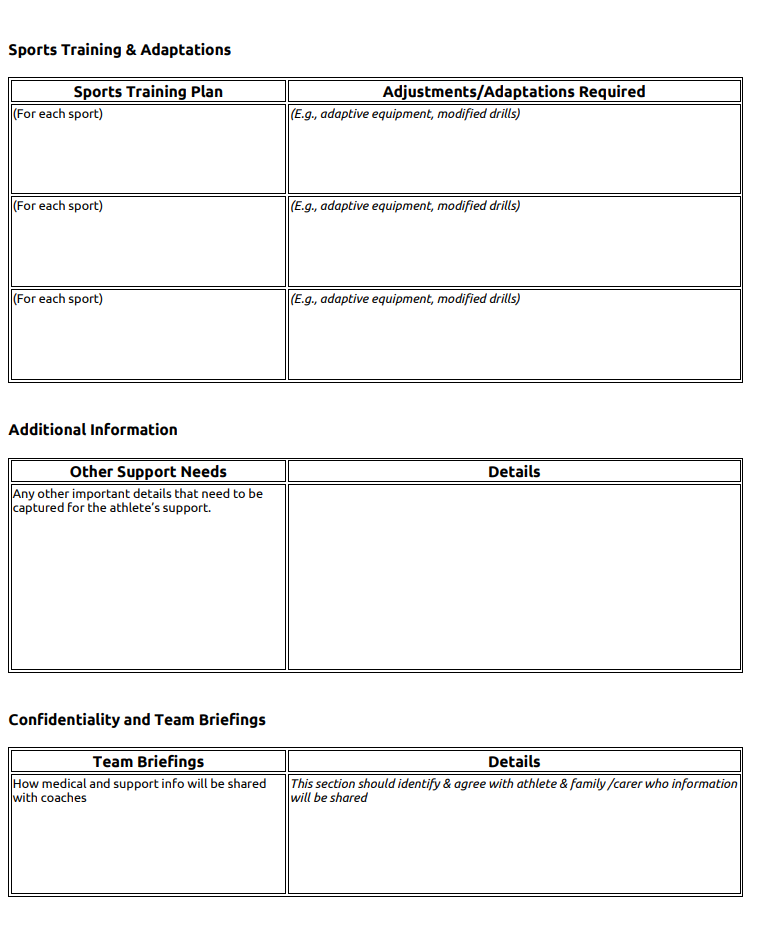 Sports Training & Adaptations
Sports Training Plan
Adjustments/Adaptations Required
(For each sport)
(E.g., adaptive equipment, modified drills)
(For each sport)
(E.g., adaptive equipment, modified drills)
(For each sport)
(E.g., adaptive equipment, modified drills)
Additional Information
Other Support Needs
Details
Any other important details that need to be
captured for the athlete's support.
Confidentiality and Team Briefings
Team Briefings
Details
How medical and support info will be shared
with coaches
This section should identify & agree with athlete & family /carer who information
will be shared